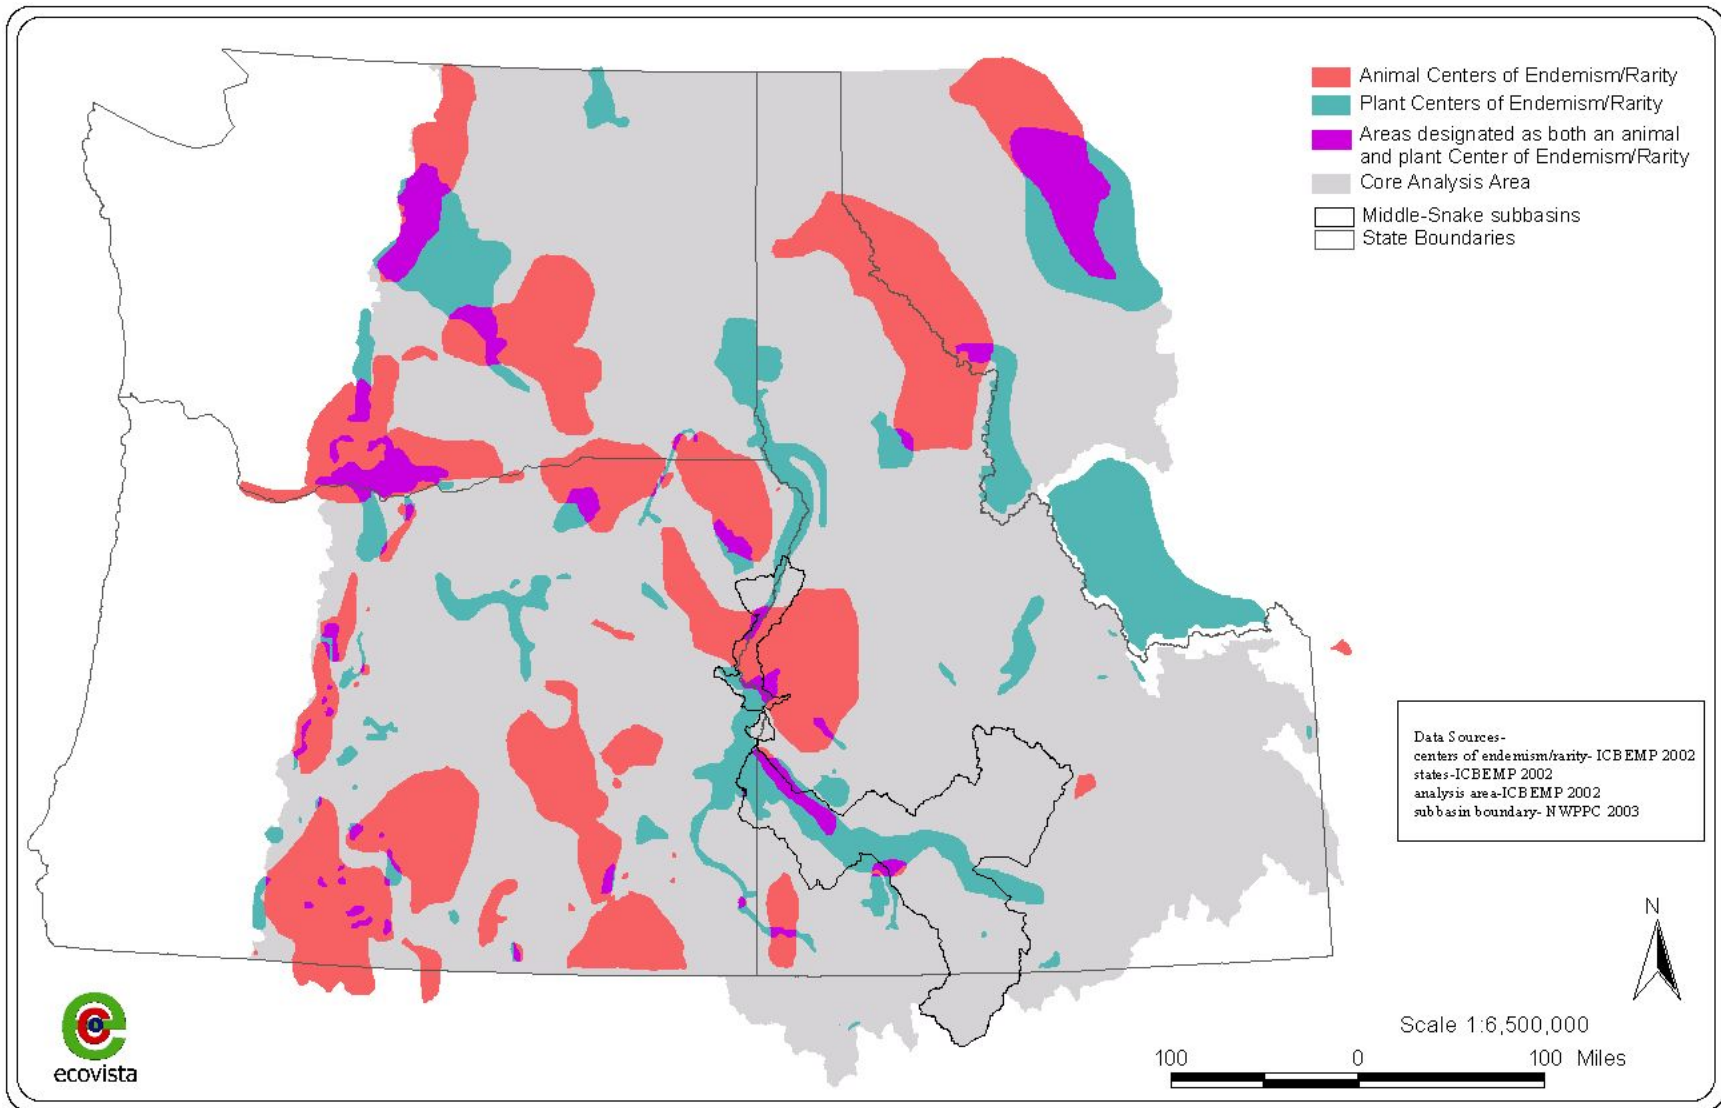 Animal Centers of Endemism/Rarity
Plant Centers of Endemism/Rarity
Areas designated as both an animal
and plant Center of Endemism/Rarity
Core Analysis Area
Middle-Snake subbasins
State Boundaries
Data Sources-
centers of endemism/rarity- ICBEMP 2002
states-ICBEMP 2002
analysis area-ICBEMP 2002
subbasin boundary- NWPPC 2003
N
Scale 1:6,500,000
100 0 100 Miles
ecovista